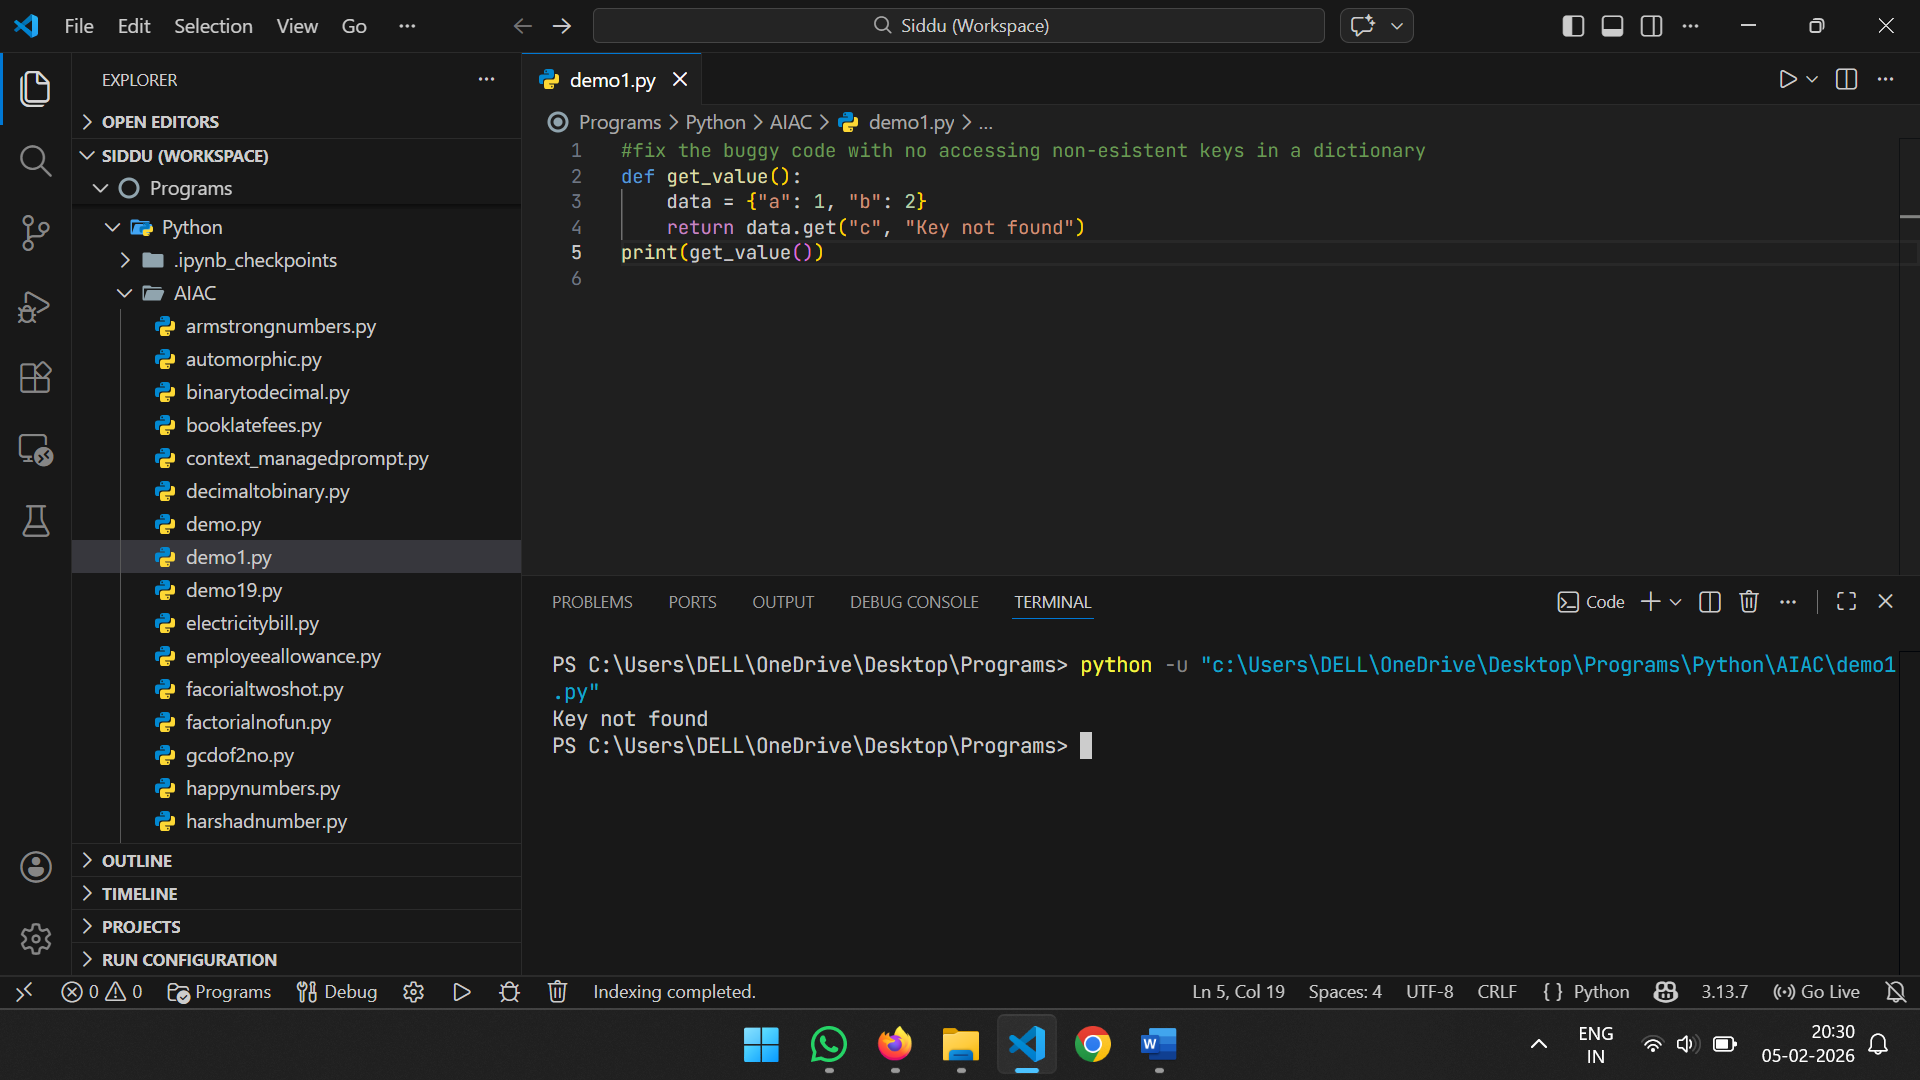 File Edit Selection View Go
Siddu (Workspace)
EXPLORER
OPEN EDITORS
SIDDU (WORKSPACE)
Programs
Python
.ipynb_checkpoints
AIAC
armstrongnumbers.py
automorphic.py
binarytodecimal.py
booklatefees.py
context_managedprompt.py
decimaltobinary.py
demo.py
demo1.py
demo19.py
electricitybill.py
employeeallowance.py
facorialtwoshot.py
factorialnofun.py
gcdof2no.py
happynumbers.py
harshadnumber.py
OUTLINE
TIMELINE
PROJECTS
RUN CONFIGURATION
demo1.py
Programs > Python > AIAC > demo1.py > ...
1 #fix the buggy code with no accessing non-esistent keys in a dictionary
2 def get_value():
3 data = {"a": 1, "b": 2}
4 return data.get("c", "Key not found")
5 print(get_value())
6
PROBLEMS PORTS OUTPUT DEBUG CONSOLE TERMINAL
Code
PS C:\Users\DELL\OneDrive\Desktop\Programs> python -u "c:\Users\DELL\OneDrive\Desktop\Programs\Python\AIAC\demo1
.py"
Key not found
PS C:\Users\DELL\OneDrive\Desktop\Programs>
0 0 Programs Debug Indexing completed.
Ln 5, Col 19 Spaces: 4 UTF-8 CRLF { } Python 3.13.7 Go Live
W
ENG
IN
20:30
05-02-2026